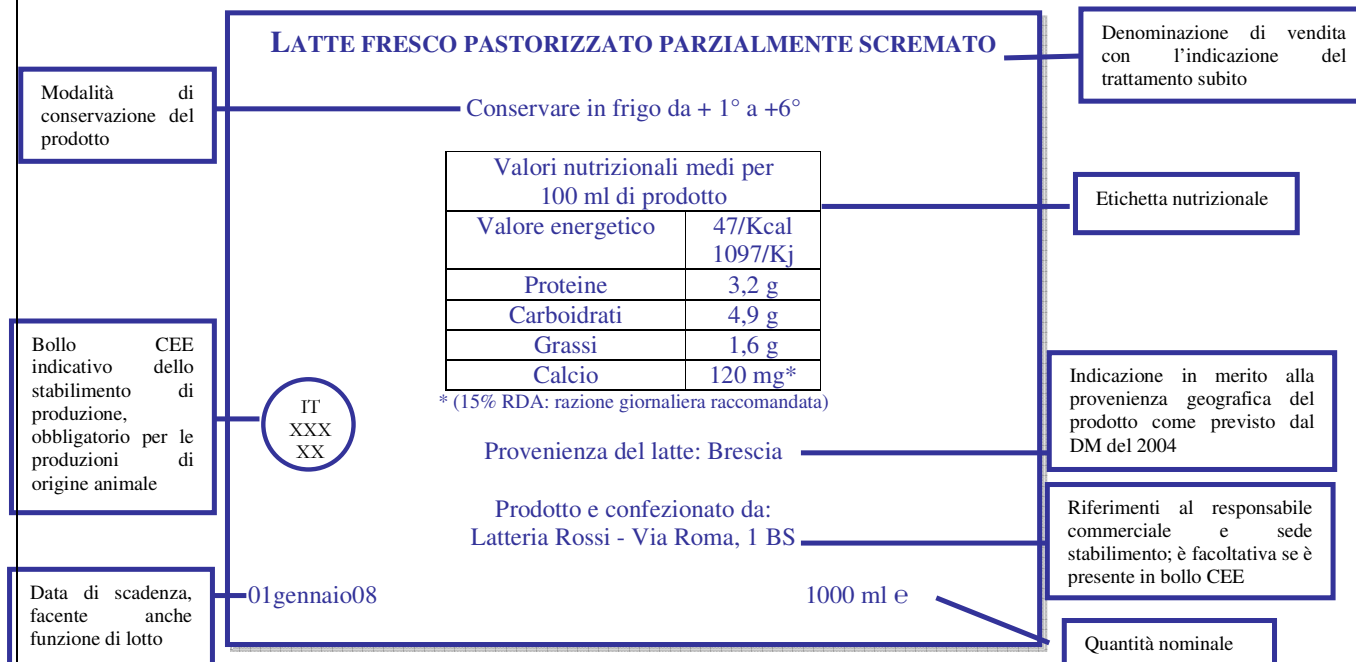 LATTE FRESCO PASTORIZZATO PARZIALMENTE SCREMATO
Denominazione di vendita
con l'indicazione del
trattamento subito
Modalità di
conservazione del
prodotto
Conservare in frigo da + 1° a +6°
Valori nutrizionali medi per
100 ml di prodotto
Valore energetico 47/Kcal
1097/Kj
Proteine 3,2 g
Carboidrati 4,9 g
Grassi 1,6 g
Calcio 120 mg*
* (15% RDA: razione giornaliera raccomandata)
Etichetta nutrizionale
Bollo CEE
indicativo dello
stabilimento di
produzione,
obbligatorio per le
produzioni di
origine animale
IT
XXX
XX
Provenienza del latte: Brescia
Indicazione in merito alla
provenienza geografica del
prodotto come previsto dal
DM del 2004
Prodotto e confezionato da:
Latteria Rossi - Via Roma, 1 BS
Riferimenti al responsabile
commerciale e sede
stabilimento; è facoltativa se è
presente in bollo CEE
Data di scadenza,
facente anche
funzione di lotto
01gennaio08
1000 ml ℮
Quantità nominale